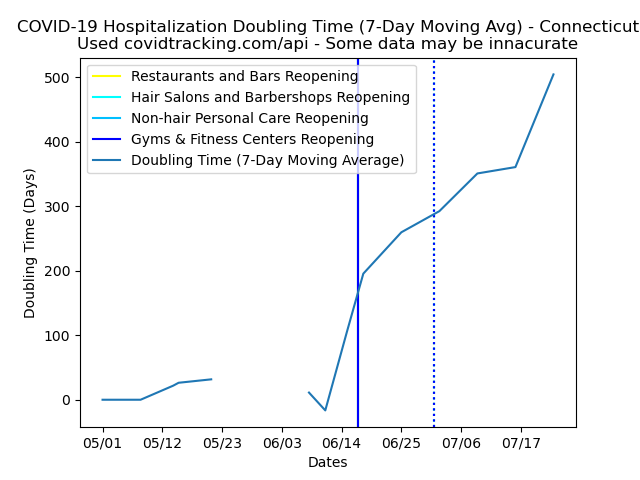 COVID-19 Hospitalization Doubling Time (7-Day Moving Avg) - Connecticut
Used covidtracking.com/api - Some data may be innacurate
Restaurants and Bars Reopening
Hair Salons and Barbershops Reopening
Non-hair Personal Care Reopening
Gyms & Fitness Centers Reopening
Doubling Time (7-Day Moving Average)
Doubling Time (Days)
500
400
300
200
100
0
05/01 05/12 05/23 06/03 06/14 06/25 07/06 07/17
Dates